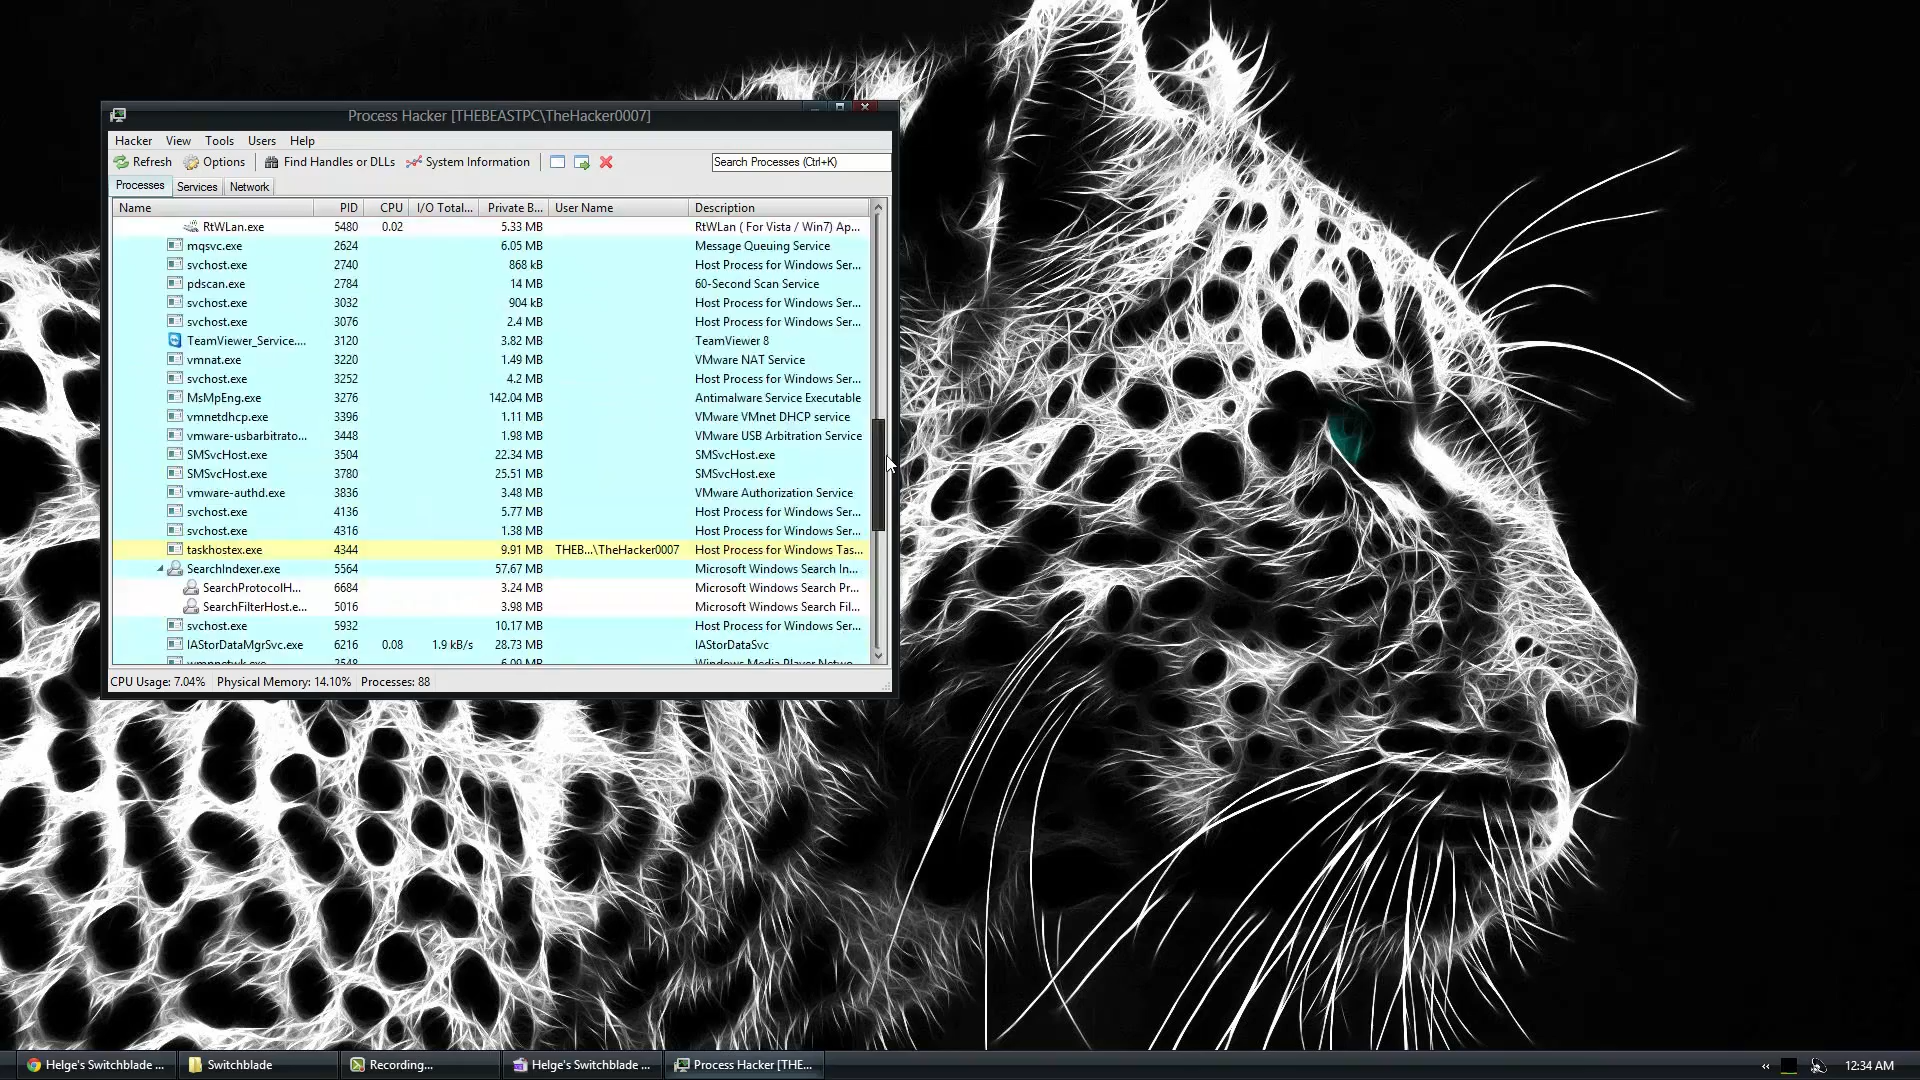 Process Hacker [THEBEASTPC\TheHacker0007]
Hacker View Tools Users Help
Refresh Options Find Handles or DLLs System Information Search Processes (Ctrl+K)
Processes Services Network
Name PID CPU I/O Total... Private B... User Name Description
RtWLan.exe 5480 0.02 5.33 MB RtWLan ( For Vista / Win7) Ap...
mqsvc.exe 2624 6.05 MB Message Queuing Service
svchost.exe 2740 868 kB Host Process for Windows Ser...
pdscan.exe 2784 14 MB 60-Second Scan Service
svchost.exe 3032 904 kB Host Process for Windows Ser...
svchost.exe 3076 2.4 MB Host Process for Windows Ser...
TeamViewer_Service.... 3120 3.82 MB TeamViewer 8
vmnat.exe 3220 1.49 MB VMware NAT Service
svchost.exe 3252 4.2 MB Host Process for Windows Ser...
MsMpEng.exe 3276 142.04 MB Antimalware Service Executable
vmnetdhcp.exe 3396 1.11 MB VMware VMnet DHCP service
vmware-usbarbitrato... 3448 1.98 MB VMware USB Arbitration Service
SMSvcHost.exe 3504 22.34 MB SMSvcHost.exe
SMSvcHost.exe 3780 25.51 MB SMSvcHost.exe
vmware-authd.exe 3836 3.48 MB VMware Authorization Service
svchost.exe 4136 5.77 MB Host Process for Windows Ser...
svchost.exe 4316 1.38 MB Host Process for Windows Ser...
taskhostex.exe 4344 9.91 MB THEB...\TheHacker0007 Host Process for Windows Tas...
SearchIndexer.exe 5564 57.67 MB Microsoft Windows Search In...
SearchProtocolH... 6684 3.24 MB Microsoft Windows Search Pr...
SearchFilterHost.e... 5016 3.98 MB Microsoft Windows Search Fil...
svchost.exe 5932 10.17 MB Host Process for Windows Ser...
IAStorDataMgrSvc.exe 6216 0.08 1.9 kB/s 28.73 MB IAStorDataSvc
Windows Media Player
CPU Usage: 7.04% Physical Memory: 14.10% Processes: 88
Helge's Switchblade ... Switchblade Recording... Helge's Switchblade ... Process Hacker [THE... 12:34 AM